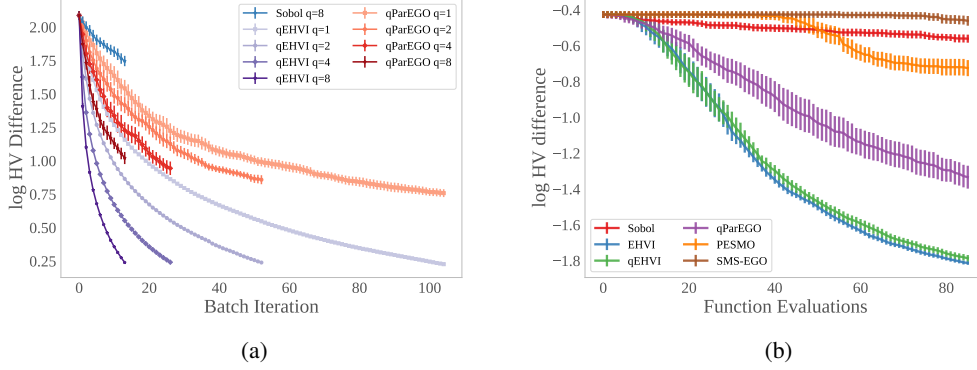 log HV Difference
2.00
1.75
1.50
1.25
1.00
0.75
0.50
0.25
0 20 40 60 80 100
Batch Iteration
Sobol q=8
qEHVI q=1
qEHVI q=2
qEHVI q=4
qEHVI q=8
qParEGO q=1
qParEGO q=2
qParEGO q=4
qParEGO q=8
(a)
log HV difference
−0.4
−0.6
−0.8
−1.0
−1.2
−1.4
−1.6
−1.8
0 20 40 60 80
Function Evaluations
Sobol
EHVI
qEHVI
qParEGO
PESMO
SMS-EGO
(b)